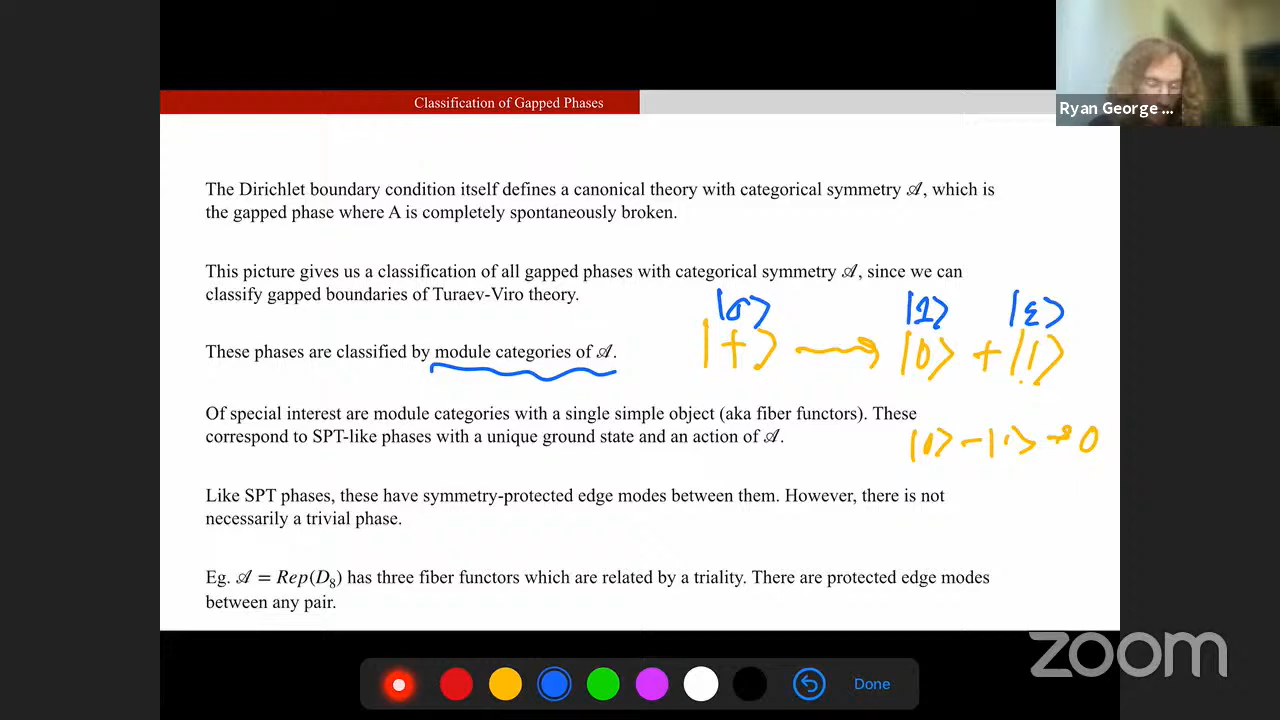 Ryan George ...
Classification of Gapped Phases
The Dirichlet boundary condition itself defines a canonical theory with categorical symmetry 𝒜, which is
the gapped phase where A is completely spontaneously broken.
This picture gives us a classification of all gapped phases with categorical symmetry 𝒜, since we can
classify gapped boundaries of Turaev-Viro theory.
|σ⟩ |1⟩ |ε⟩
|+⟩ → |0⟩ + |1⟩
These phases are classified by module categories of 𝒜.
Of special interest are module categories with a single simple object (aka fiber functors). These
correspond to SPT-like phases with a unique ground state and an action of 𝒜.
|0⟩ - |1⟩ → 0
Like SPT phases, these have symmetry-protected edge modes between them. However, there is not
necessarily a trivial phase.
Eg. 𝒜 = Rep(D₈) has three fiber functors which are related by a triality. There are protected edge modes
between any pair.
zoom
Done